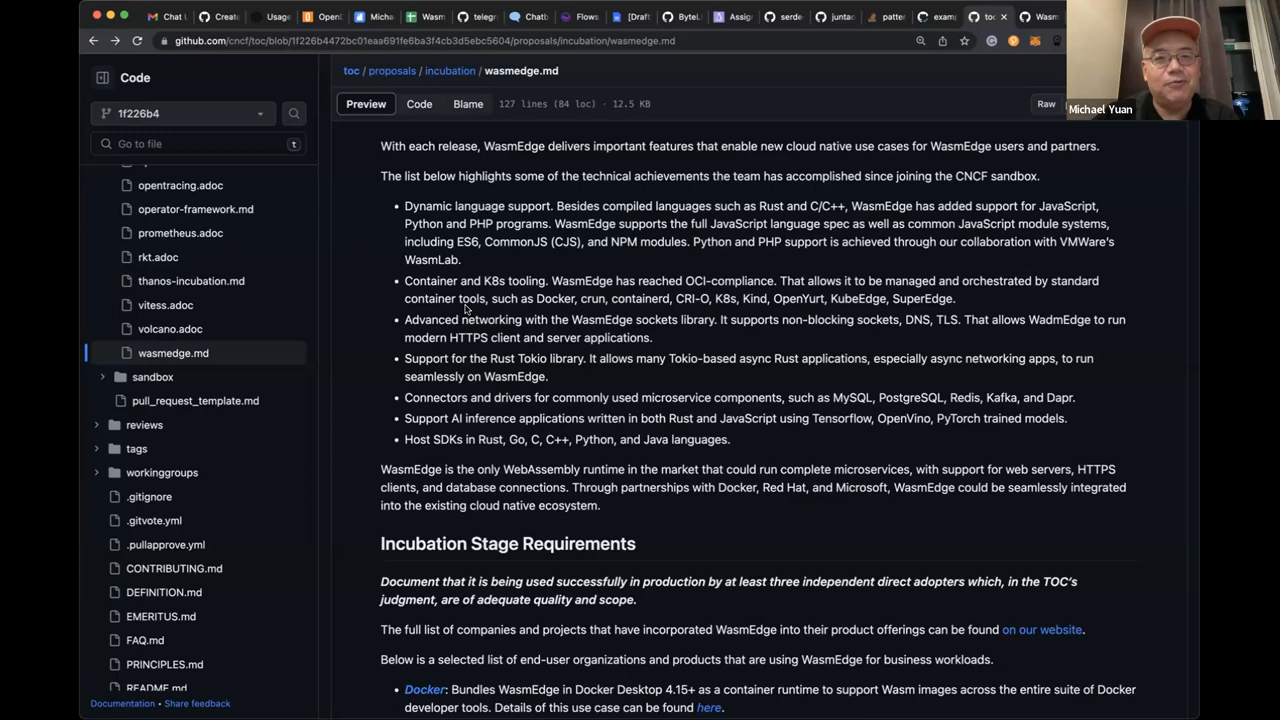 Chat
Create
Usage
OpenD
Michae
Wasm
telegr
Chatb
Flows
[Draft
ByteL
Assign
serde
juntao
patter
examp
toc
Wasm
github.com/cncf/toc/blob/1f226b4472bc01eaa691fe6ba3f4cb3d5ebc5604/proposals/incubation/wasmedge.md
Michael Yuan
Code
1f226b4
Go to file
t
opentracing.adoc
operator-framework.md
prometheus.adoc
rkt.adoc
thanos-incubation.md
vitess.adoc
volcano.adoc
wasmedge.md
sandbox
pull_request_template.md
reviews
tags
workinggroups
.gitignore
.gitvote.yml
.pullapprove.yml
CONTRIBUTING.md
DEFINITION.md
EMERITUS.md
FAQ.md
PRINCIPLES.md
README.md
Documentation · Share feedback
toc / proposals / incubation / wasmedge.md
Preview Code Blame 127 lines (84 loc) · 12.5 KB Raw
With each release, WasmEdge delivers important features that enable new cloud native use cases for WasmEdge users and partners.
The list below highlights some of the technical achievements the team has accomplished since joining the CNCF sandbox.
• Dynamic language support. Besides compiled languages such as Rust and C/C++, WasmEdge has added support for JavaScript,
Python and PHP programs. WasmEdge supports the full JavaScript language spec as well as common JavaScript module systems,
including ES6, CommonJS (CJS), and NPM modules. Python and PHP support is achieved through our collaboration with VMWare's
WasmLab.
• Container and K8s tooling. WasmEdge has reached OCI-compliance. That allows it to be managed and orchestrated by standard
container tools, such as Docker, crun, containerd, CRI-O, K8s, Kind, OpenYurt, KubeEdge, SuperEdge.
• Advanced networking with the WasmEdge sockets library. It supports non-blocking sockets, DNS, TLS. That allows WadmEdge to run
modern HTTPS client and server applications.
• Support for the Rust Tokio library. It allows many Tokio-based async Rust applications, especially async networking apps, to run
seamlessly on WasmEdge.
• Connectors and drivers for commonly used microservice components, such as MySQL, PostgreSQL, Redis, Kafka, and Dapr.
• Support AI inference applications written in both Rust and JavaScript using Tensorflow, OpenVino, PyTorch trained models.
• Host SDKs in Rust, Go, C, C++, Python, and Java languages.
WasmEdge is the only WebAssembly runtime in the market that could run complete microservices, with support for web servers, HTTPS
clients, and database connections. Through partnerships with Docker, Red Hat, and Microsoft, WasmEdge could be seamlessly integrated
into the existing cloud native ecosystem.
Incubation Stage Requirements
Document that it is being used successfully in production by at least three independent direct adopters which, in the TOC's
judgment, are of adequate quality and scope.
The full list of companies and projects that have incorporated WasmEdge into their product offerings can be found on our website.
Below is a selected list of end-user organizations and products that are using WasmEdge for business workloads.
• Docker: Bundles WasmEdge in Docker Desktop 4.15+ as a container runtime to support Wasm images across the entire suite of Docker
developer tools. Details of this use case can be found here.